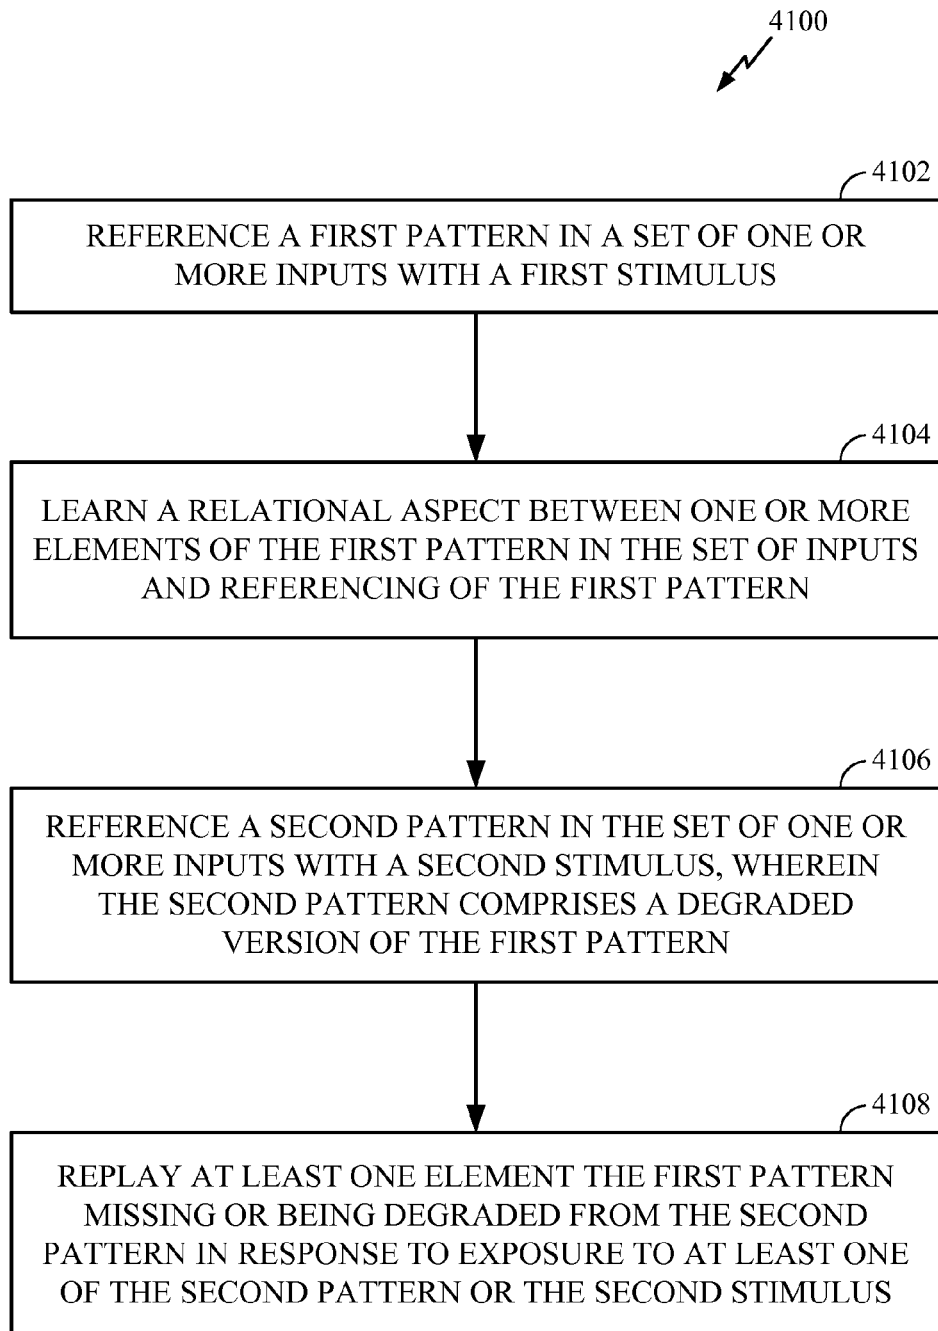 4100
4102
REFERENCE A FIRST PATTERN IN A SET OF ONE OR
MORE INPUTS WITH A FIRST STIMULUS
4104
LEARN A RELATIONAL ASPECT BETWEEN ONE OR MORE
ELEMENTS OF THE FIRST PATTERN IN THE SET OF INPUTS
AND REFERENCING OF THE FIRST PATTERN
4106
REFERENCE A SECOND PATTERN IN THE SET OF ONE OR
MORE INPUTS WITH A SECOND STIMULUS, WHEREIN
THE SECOND PATTERN COMPRISES A DEGRADED
VERSION OF THE FIRST PATTERN
4108
REPLAY AT LEAST ONE ELEMENT THE FIRST PATTERN
MISSING OR BEING DEGRADED FROM THE SECOND
PATTERN IN RESPONSE TO EXPOSURE TO AT LEAST ONE
OF THE SECOND PATTERN OR THE SECOND STIMULUS